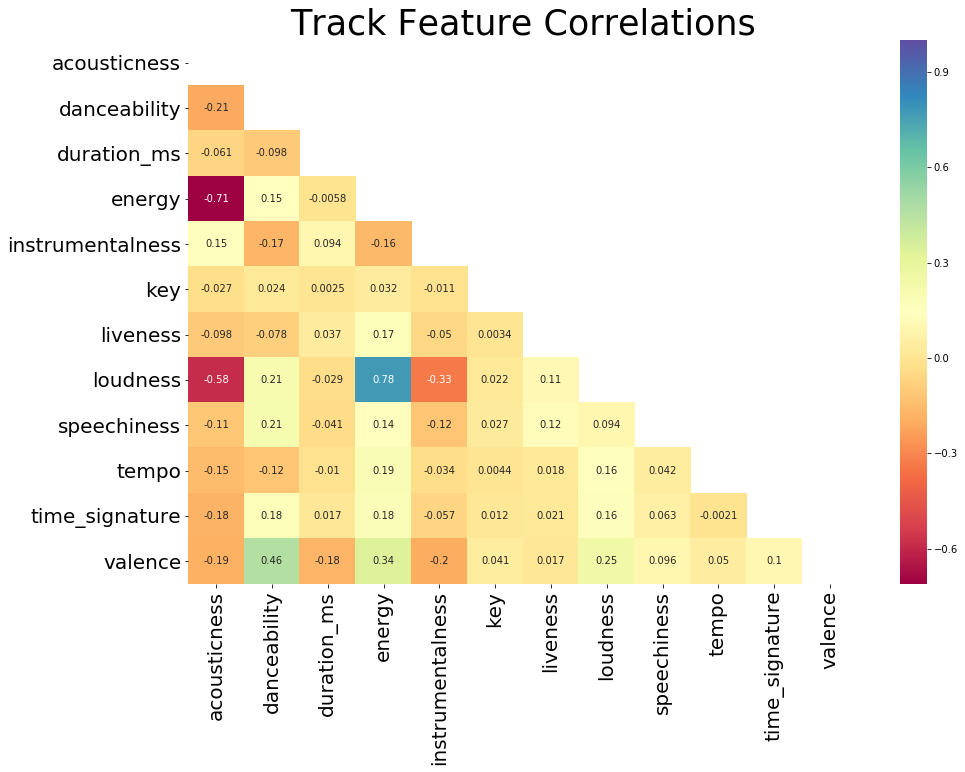 Track Feature Correlations
acousticness
danceability -0.21
duration_ms -0.061 -0.098
energy -0.71 0.15 -0.0058
instrumentalness 0.15 -0.17 0.094 -0.16
key -0.027 0.024 0.0025 0.032 -0.011
liveness -0.098 -0.078 0.037 0.17 -0.05 0.0034
loudness -0.58 0.21 -0.029 0.78 -0.33 0.022 0.11
speechiness -0.11 0.21 -0.041 0.14 -0.12 0.027 0.12 0.094
tempo -0.15 -0.12 -0.01 0.19 -0.034 0.0044 0.018 0.16 0.042
time_signature -0.18 0.18 0.017 0.18 -0.057 0.012 0.021 0.16 0.063 -0.0021
valence -0.19 0.46 -0.18 0.34 -0.2 0.041 0.017 0.25 0.096 0.05 0.1
acousticness
danceability
duration_ms
energy
instrumentalness
key
liveness
loudness
speechiness
tempo
time_signature
valence
0.9
0.6
0.3
0.0
-0.3
-0.6